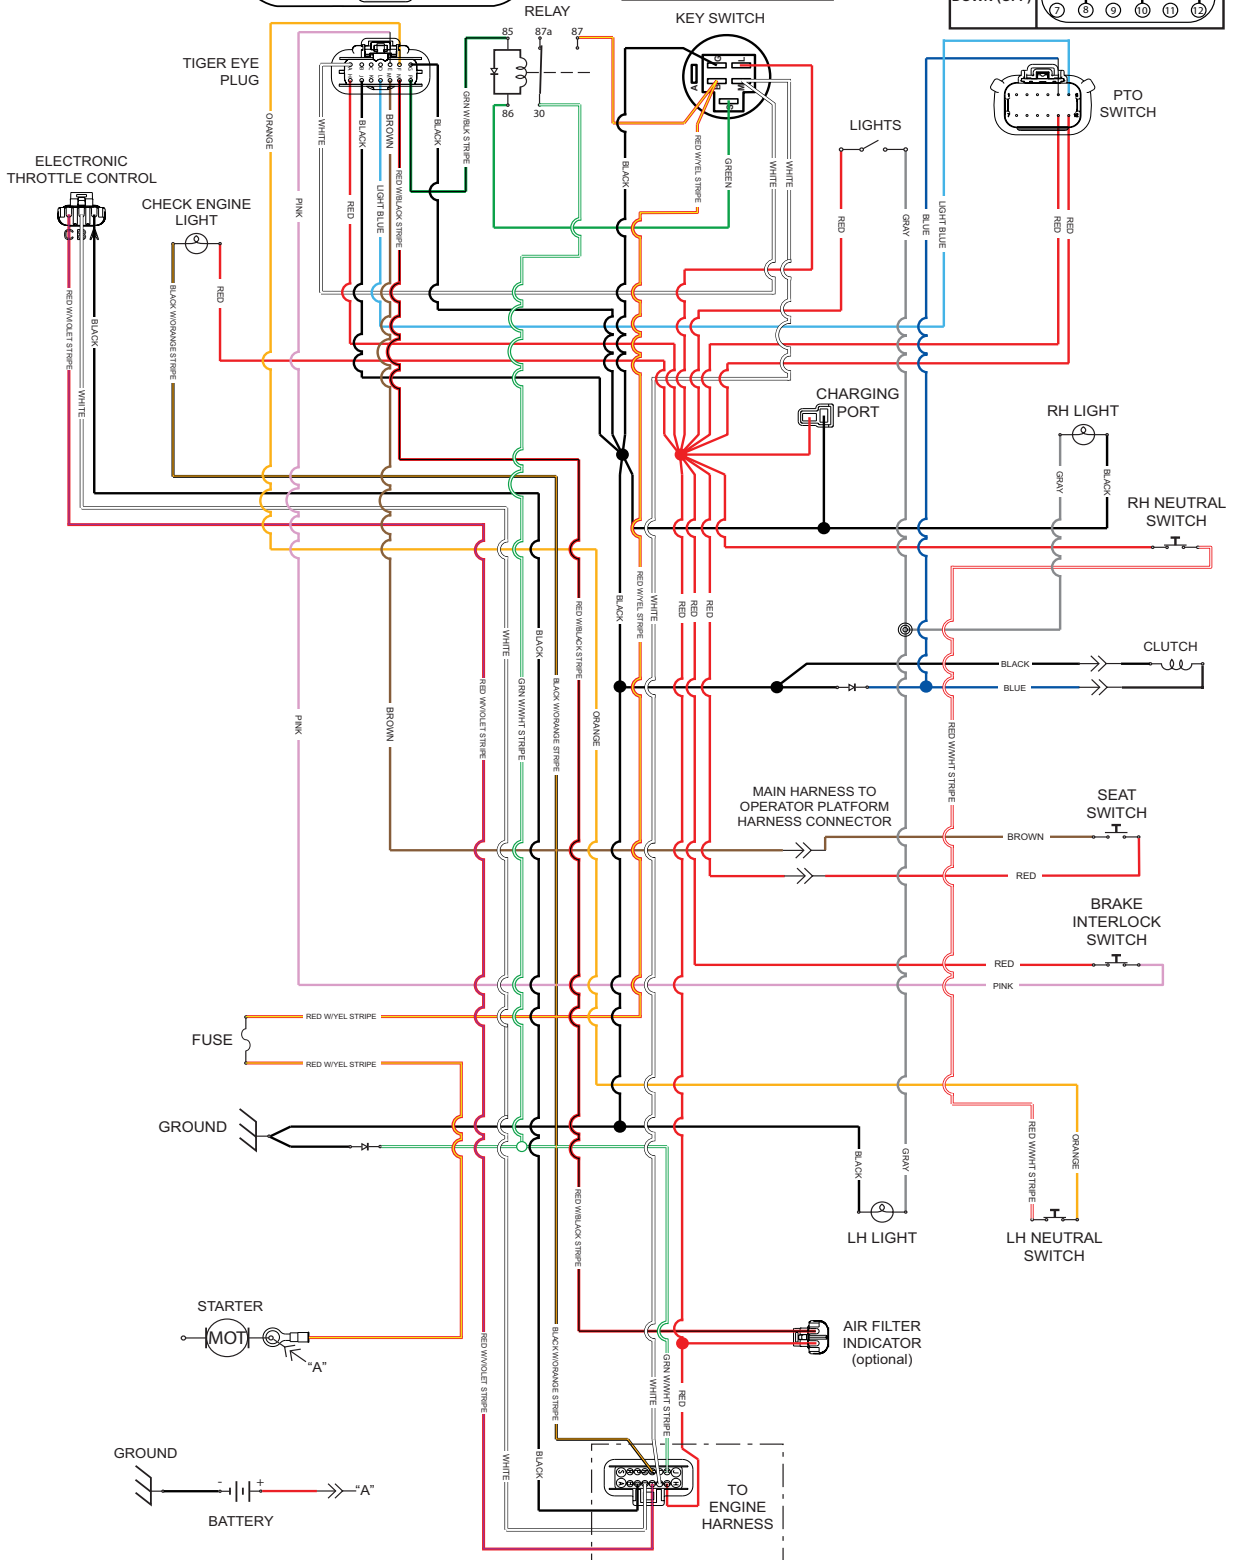 DOWN (OFF)
7 8 9 10 11 12
RELAY
KEY SWITCH
85 87a 87
86 30
TIGER EYE
PLUG
G L
B M
A S
PTO
SWITCH
LIGHTS
ELECTRONIC
THROTTLE CONTROL
C B A
CHECK ENGINE
LIGHT
ORANGE
WHITE
BLACK
BROWN
BLACK
GRN W/BLK STRIPE
RED W/YEL STRIPE
GREEN
BLACK
WHITE
WHITE
PINK
RED
LIGHT BLUE
RED W/BLACK STRIPE
RED
GRAY
BLUE
LIGHT BLUE
RED
RED
RED W/VIOLET STRIPE
BLACK
WHITE
BLACK W/ORANGE STRIPE
RED
CHARGING
PORT
RH LIGHT
GRAY
BLACK
RH NEUTRAL
SWITCH
RED W/BLACK STRIPE
BLACK
RED W/YEL STRIPE
WHITE
RED
RED
RED
WHITE
BLACK
CLUTCH
BLACK
BLUE
PINK
BROWN
RED W/VIOLET STRIPE
GRN W/WHT STRIPE
BLACK W/ORANGE STRIPE
ORANGE
RED W/WHT STRIPE
MAIN HARNESS TO
OPERATOR PLATFORM
HARNESS CONNECTOR
SEAT
SWITCH
BROWN
RED
BRAKE
INTERLOCK
SWITCH
RED
PINK
FUSE
RED W/YEL STRIPE
RED W/YEL STRIPE
GROUND
BLACK
GRAY
RED W/WHT STRIPE
ORANGE
RED W/BLACK STRIPE
LH LIGHT
LH NEUTRAL
SWITCH
STARTER
MOT
"A"
AIR FILTER
INDICATOR
(optional)
RED W/VIOLET STRIPE
BLACK W/ORANGE STRIPE
WHITE
GRN W/WHT STRIPE
RED
WHITE
BLACK
GROUND
- +
"A"
BATTERY
TO
ENGINE
HARNESS